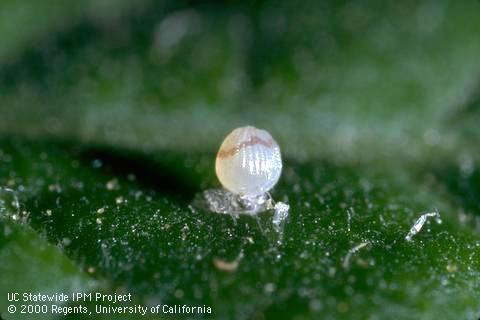 UC Statewide IPM Project
© 2000 Regents, University of California